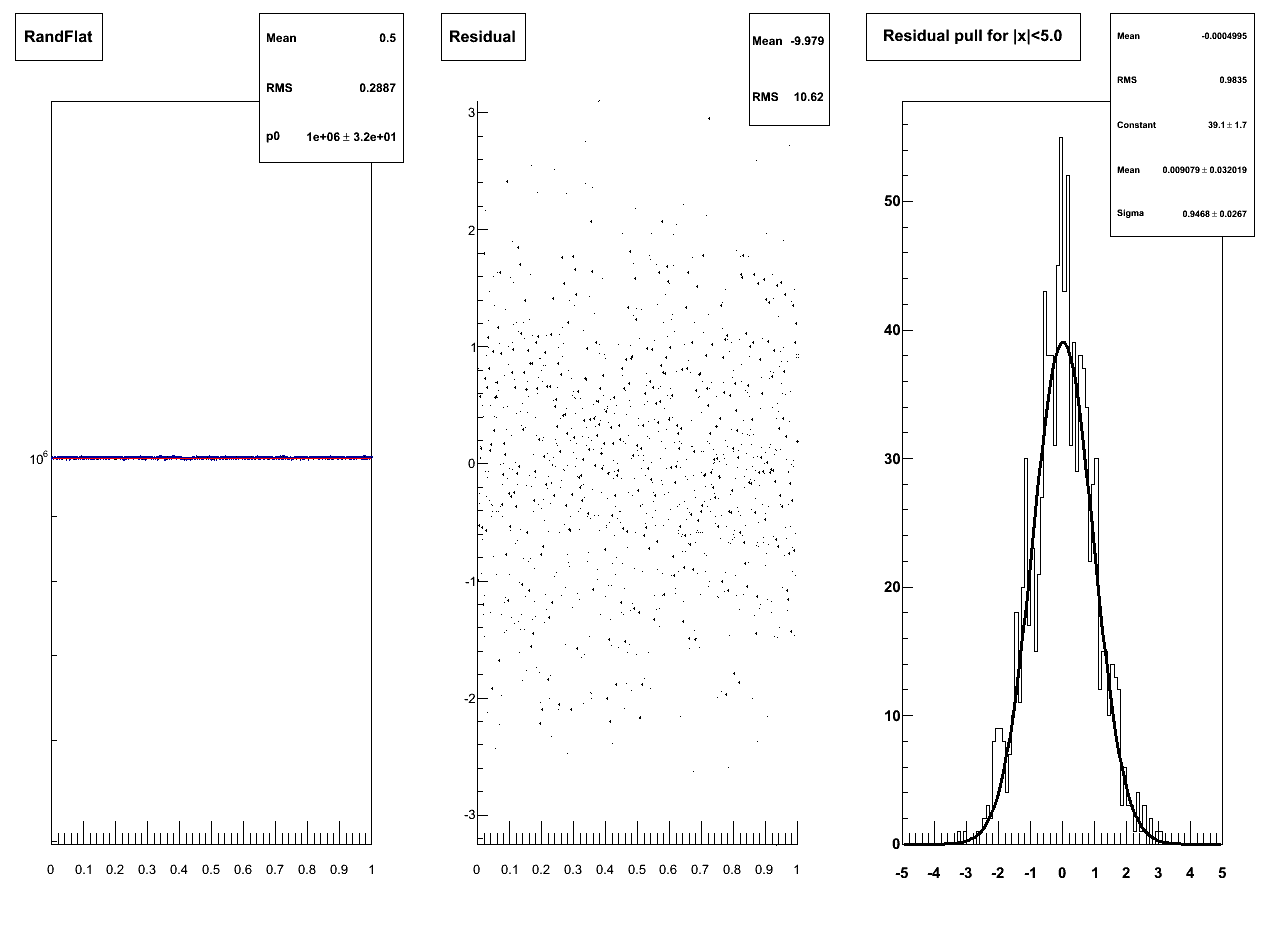 RandFlat
Mean 0.5
RMS 0.2887
p0 1e+06 ± 3.2e+01
10^6
0 0.1 0.2 0.3 0.4 0.5 0.6 0.7 0.8 0.9 1
Residual
Mean -9.979
RMS 10.62
3
2
1
0
-1
-2
-3
0 0.1 0.2 0.3 0.4 0.5 0.6 0.7 0.8 0.9 1
Residual pull for |x|<5.0
Mean -0.0004995
RMS 0.9835
Constant 39.1 ± 1.7
Mean 0.009079 ± 0.032019
Sigma 0.9468 ± 0.0267
50
40
30
20
10
0
-5 -4 -3 -2 -1 0 1 2 3 4 5